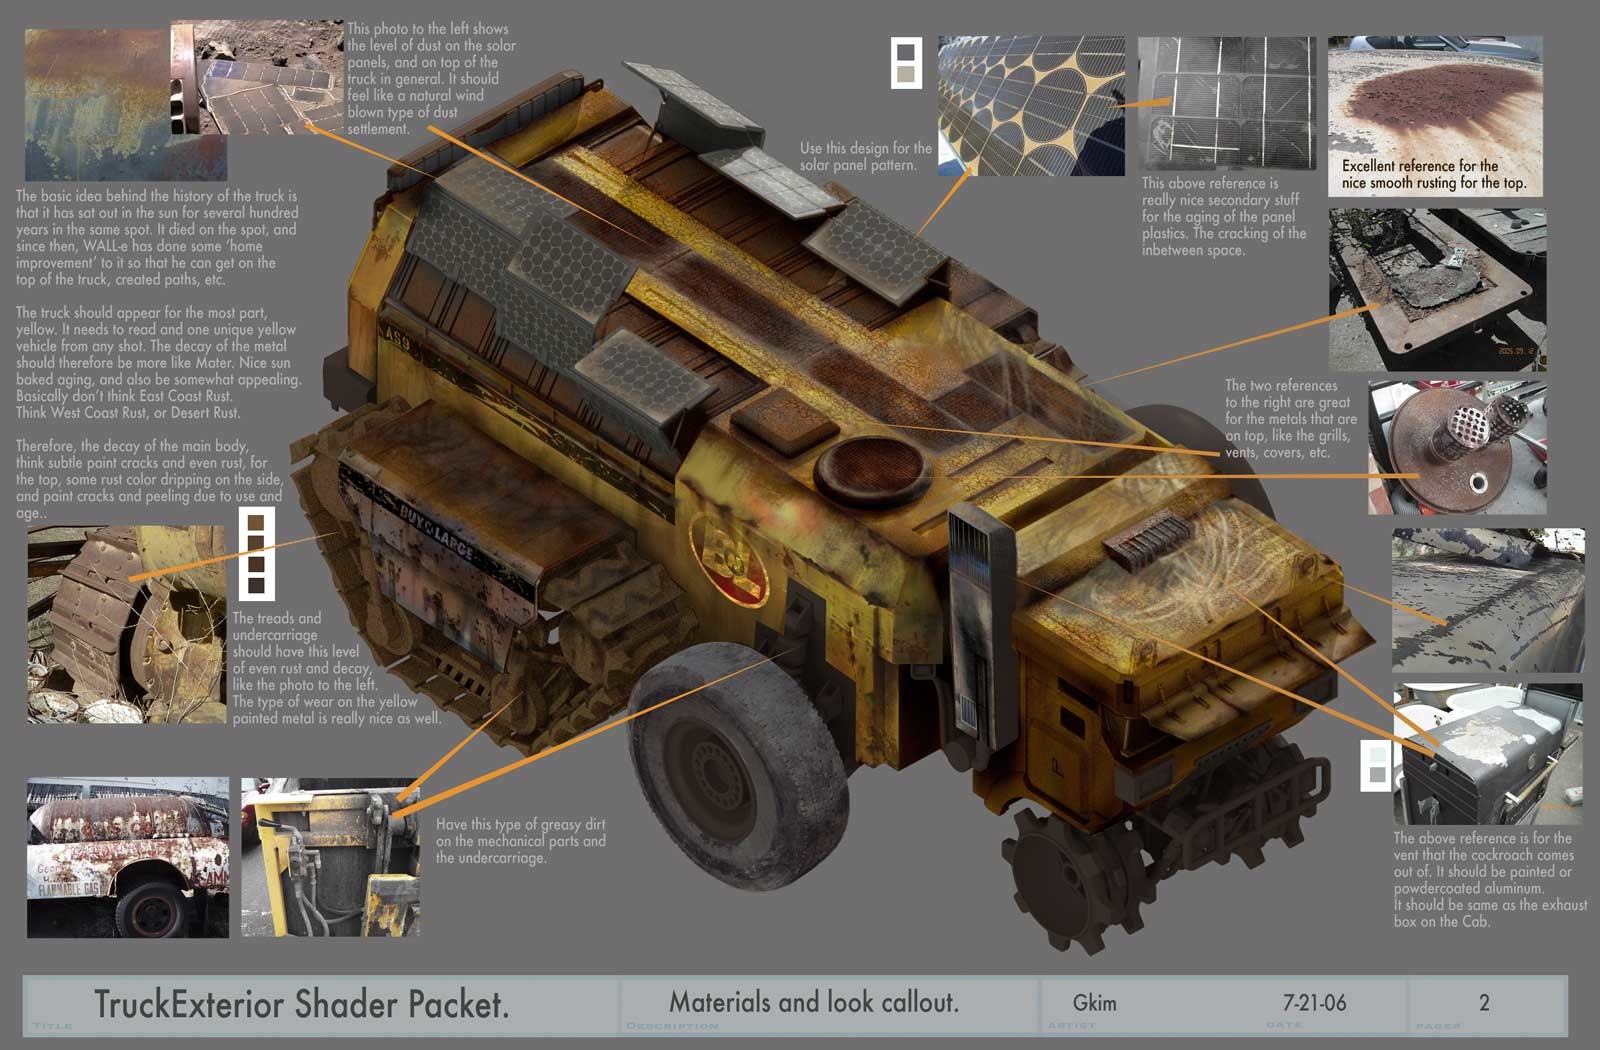 This photo to the left shows
the level of dust on the solar
panels, and on top of the
truck in general. It should
feel like a natural wind
blown type of dust
settlement.
Use this design for the
solar panel pattern.
This above reference is
really nice secondary stuff
for the aging of the panel
plastics. The cracking of the
inbetween space.
Excellent reference for the
nice smooth rusting for the top.
The basic idea behind the history of the truck is
that it has sat out in the sun for several hundred
years in the same spot. It died on the spot, and
since then, WALL-e has done some 'home
improvement' to it so that he can get on the
top of the truck, created paths, etc.
The truck should appear for the most part,
yellow. It needs to read and one unique yellow
vehicle from any shot. The decay of the metal
should therefore be more like Mater. Nice sun
baked aging, and also be somewhat appealing.
Basically don't think East Coast Rust.
Think West Coast Rust, or Desert Rust.
Therefore, the decay of the main body,
think subtle paint cracks and even rust, for
the top, some rust color dripping on the side,
and paint cracks and peeling due to use and
age..
2005.09.12
The two references
to the right are great
for the metals that are
on top, like the grills,
vents, covers, etc.
AS9
BUY N LARGE
BnL
The treads and
undercarriage
should have this level
of even rust and decay,
like the photo to the left.
The type of wear on the yellow
painted metal is really nice as well.
FLAMMABLE GAS
Have this type of greasy dirt
on the mechanical parts and
the undercarriage.
The above reference is for the
vent that the cockroach comes
out of. It should be painted or
powdercoated aluminum.
It should be same as the exhaust
box on the Cab.
TruckExterior Shader Packet.
TITLE
Materials and look callout.
DESCRIPTION
Gkim
ARTIST
7-21-06
DATE
2
PAGES